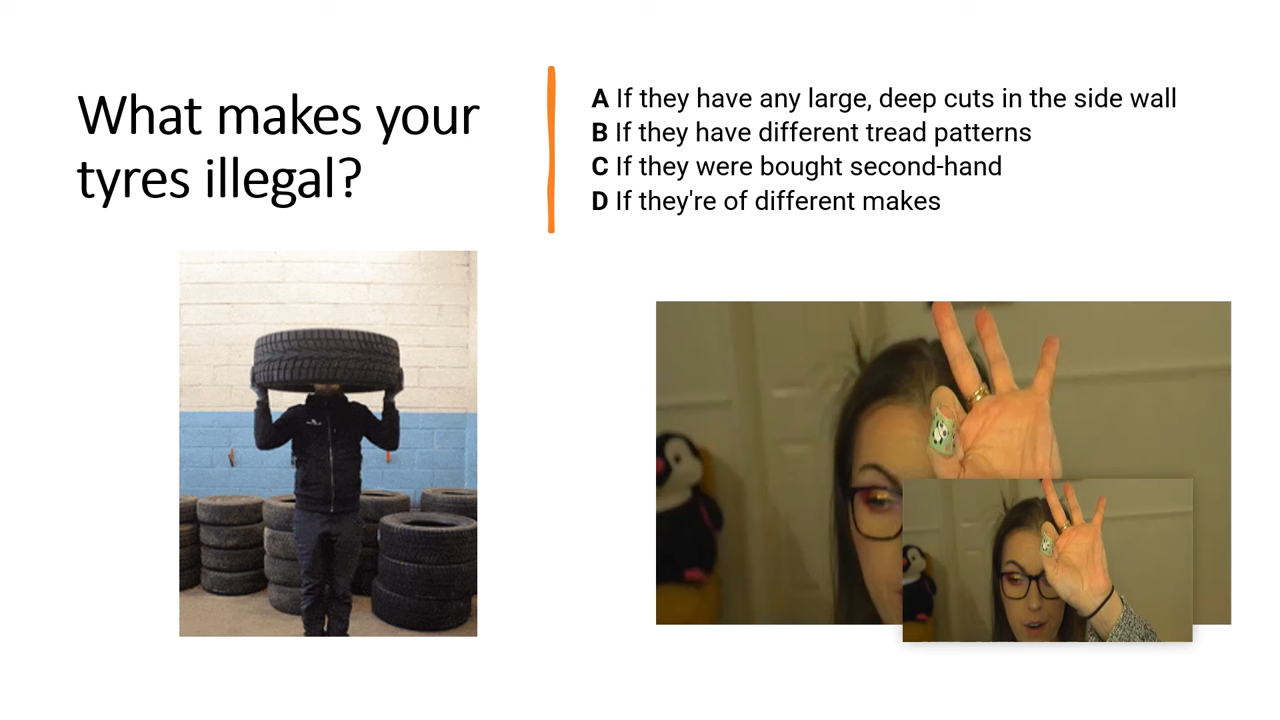 What makes your
tyres illegal?
A If they have any large, deep cuts in the side wall
B If they have different tread patterns
C If they were bought second-hand
D If they're of different makes